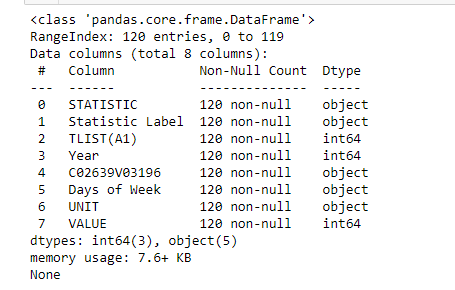 <class 'pandas.core.frame.DataFrame'>
RangeIndex: 120 entries, 0 to 119
Data columns (total 8 columns):
 #   Column           Non-Null Count  Dtype
---  ------           --------------  -----
 0   STATISTIC        120 non-null    object
 1   Statistic Label  120 non-null    object
 2   TLIST(A1)        120 non-null    int64
 3   Year             120 non-null    int64
 4   C02639V03196     120 non-null    object
 5   Days of Week     120 non-null    object
 6   UNIT             120 non-null    object
 7   VALUE            120 non-null    int64
dtypes: int64(3), object(5)
memory usage: 7.6+ KB
None